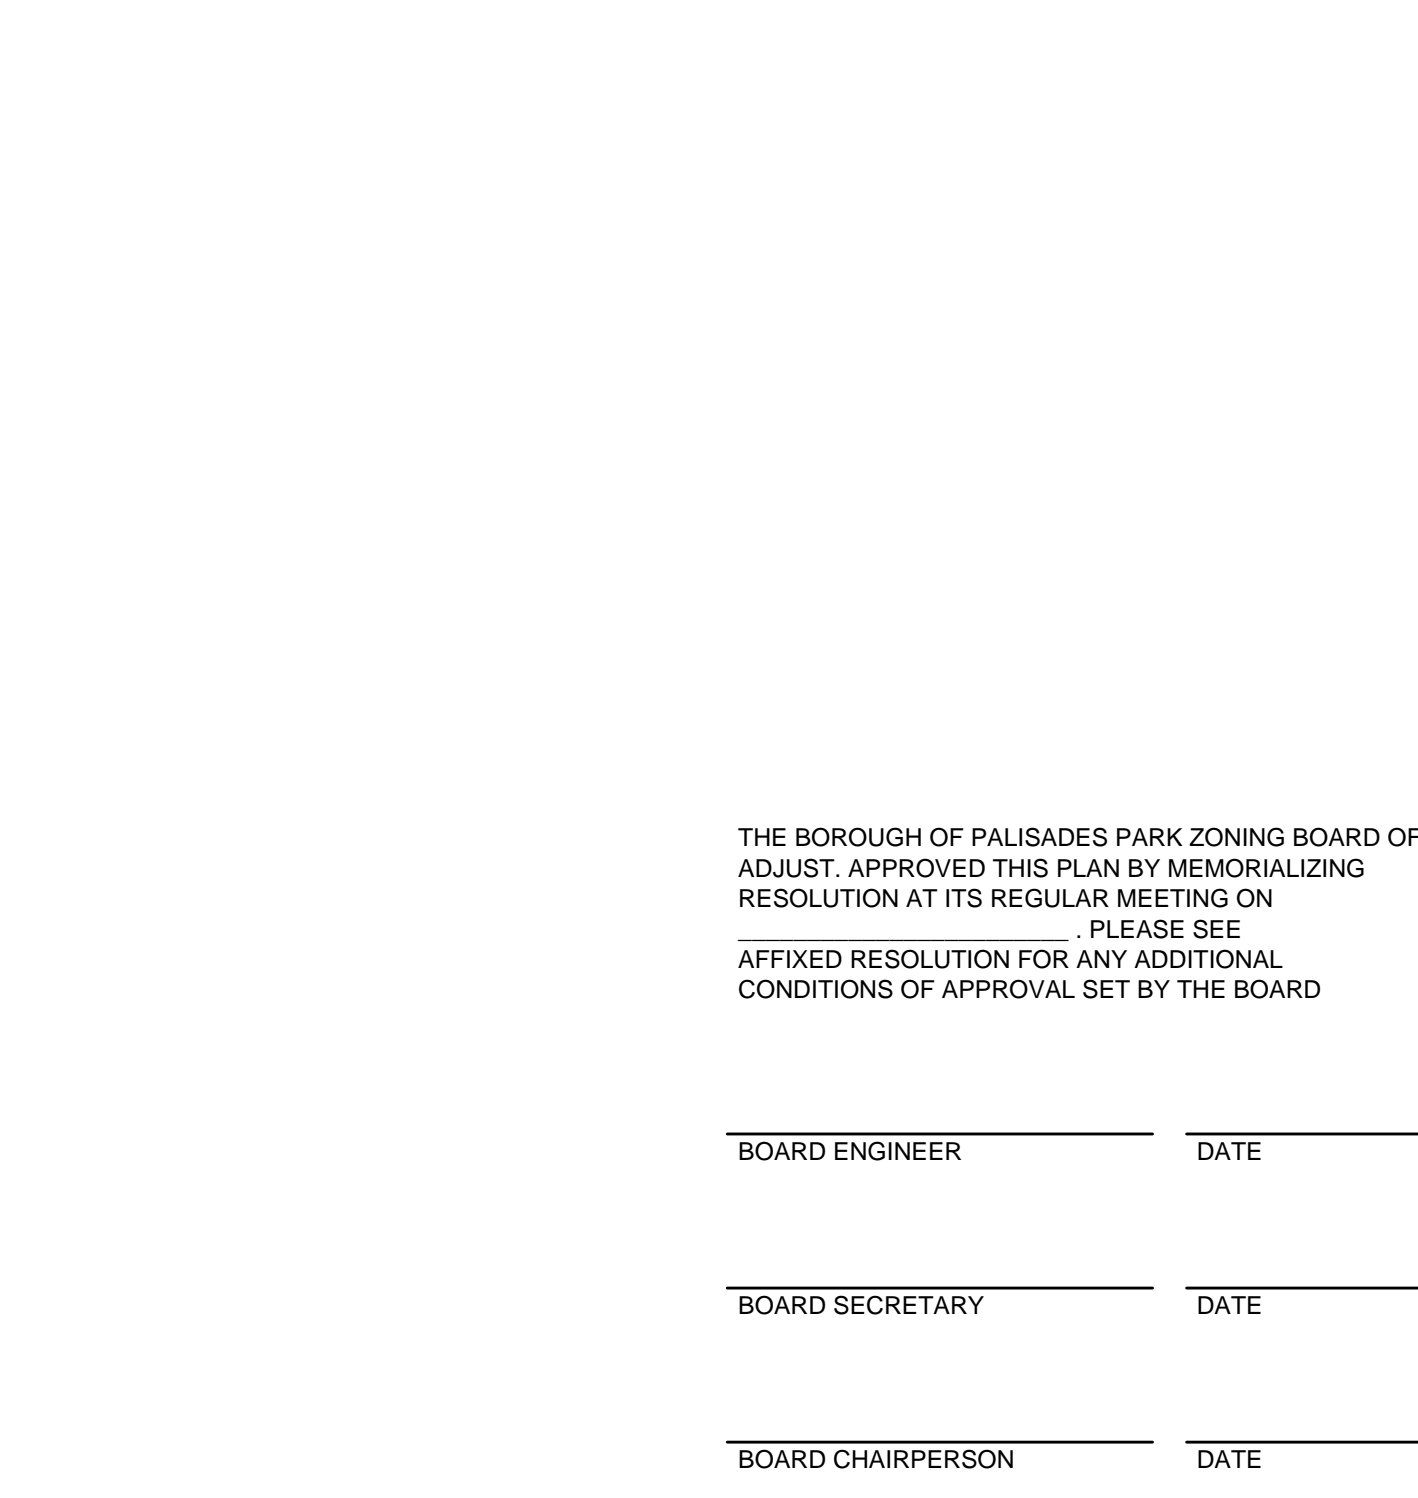 THE BOROUGH OF PALISADES PARK ZONING BOARD OF
ADJUST. APPROVED THIS PLAN BY MEMORIALIZING
RESOLUTION AT ITS REGULAR MEETING ON
________________________ . PLEASE SEE
AFFIXED RESOLUTION FOR ANY ADDITIONAL
CONDITIONS OF APPROVAL SET BY THE BOARD
BOARD ENGINEER DATE
BOARD SECRETARY DATE
BOARD CHAIRPERSON DATE